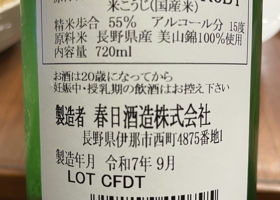 米こうじ(国産米)
精米歩合 55% アルコール分 15度
原料米 長野県産 美山錦100%使用
内容量 720ml
お酒は20歳になってから
妊娠中・授乳期の飲酒はお控え下さい
製造者 春日酒造株式会社
長野県伊那市西町4875番地1
製造年月 令和7年 9月
LOT CFDT